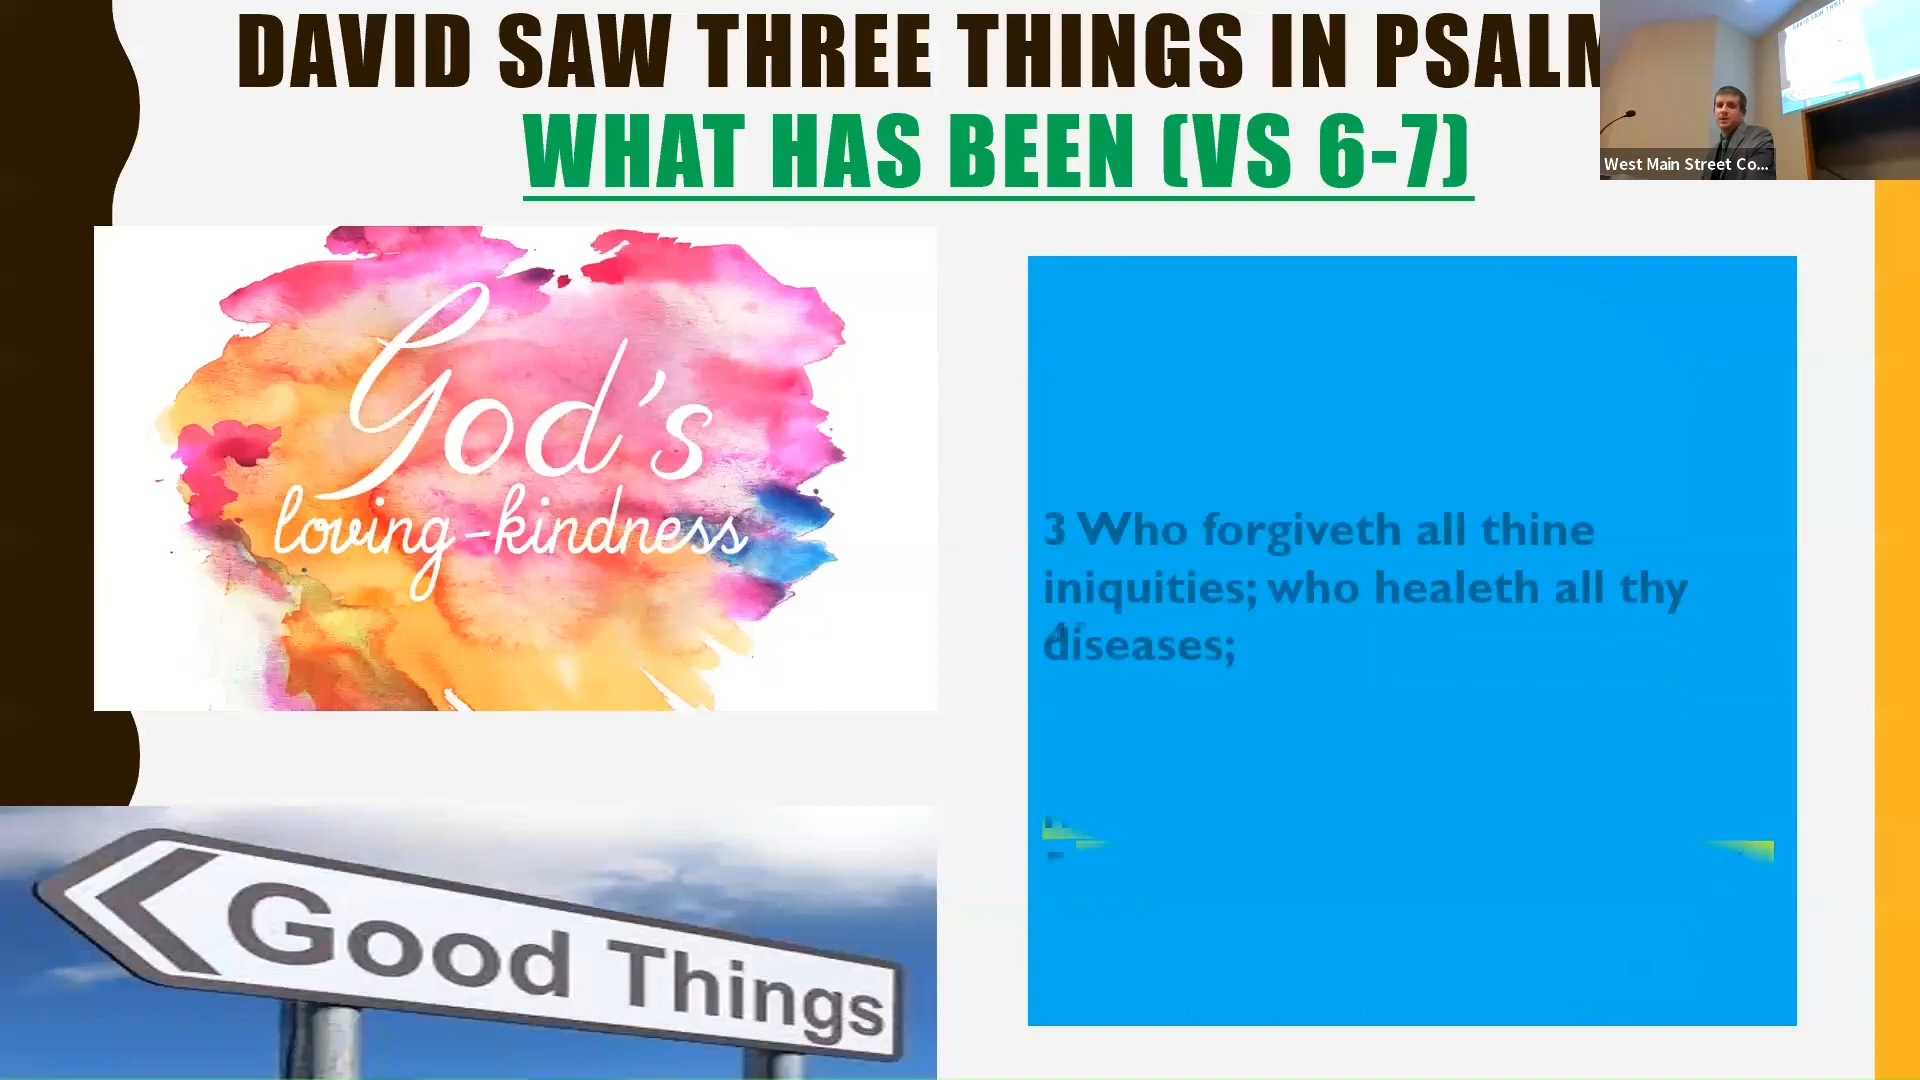 DAVID SAW THREE THINGS IN PSALM
WHAT HAS BEEN (VS 6-7)
West Main Street Co...
God's
loving-kindness
3 Who forgiveth all thine
iniquities; who healeth all thy
diseases;
Good Things